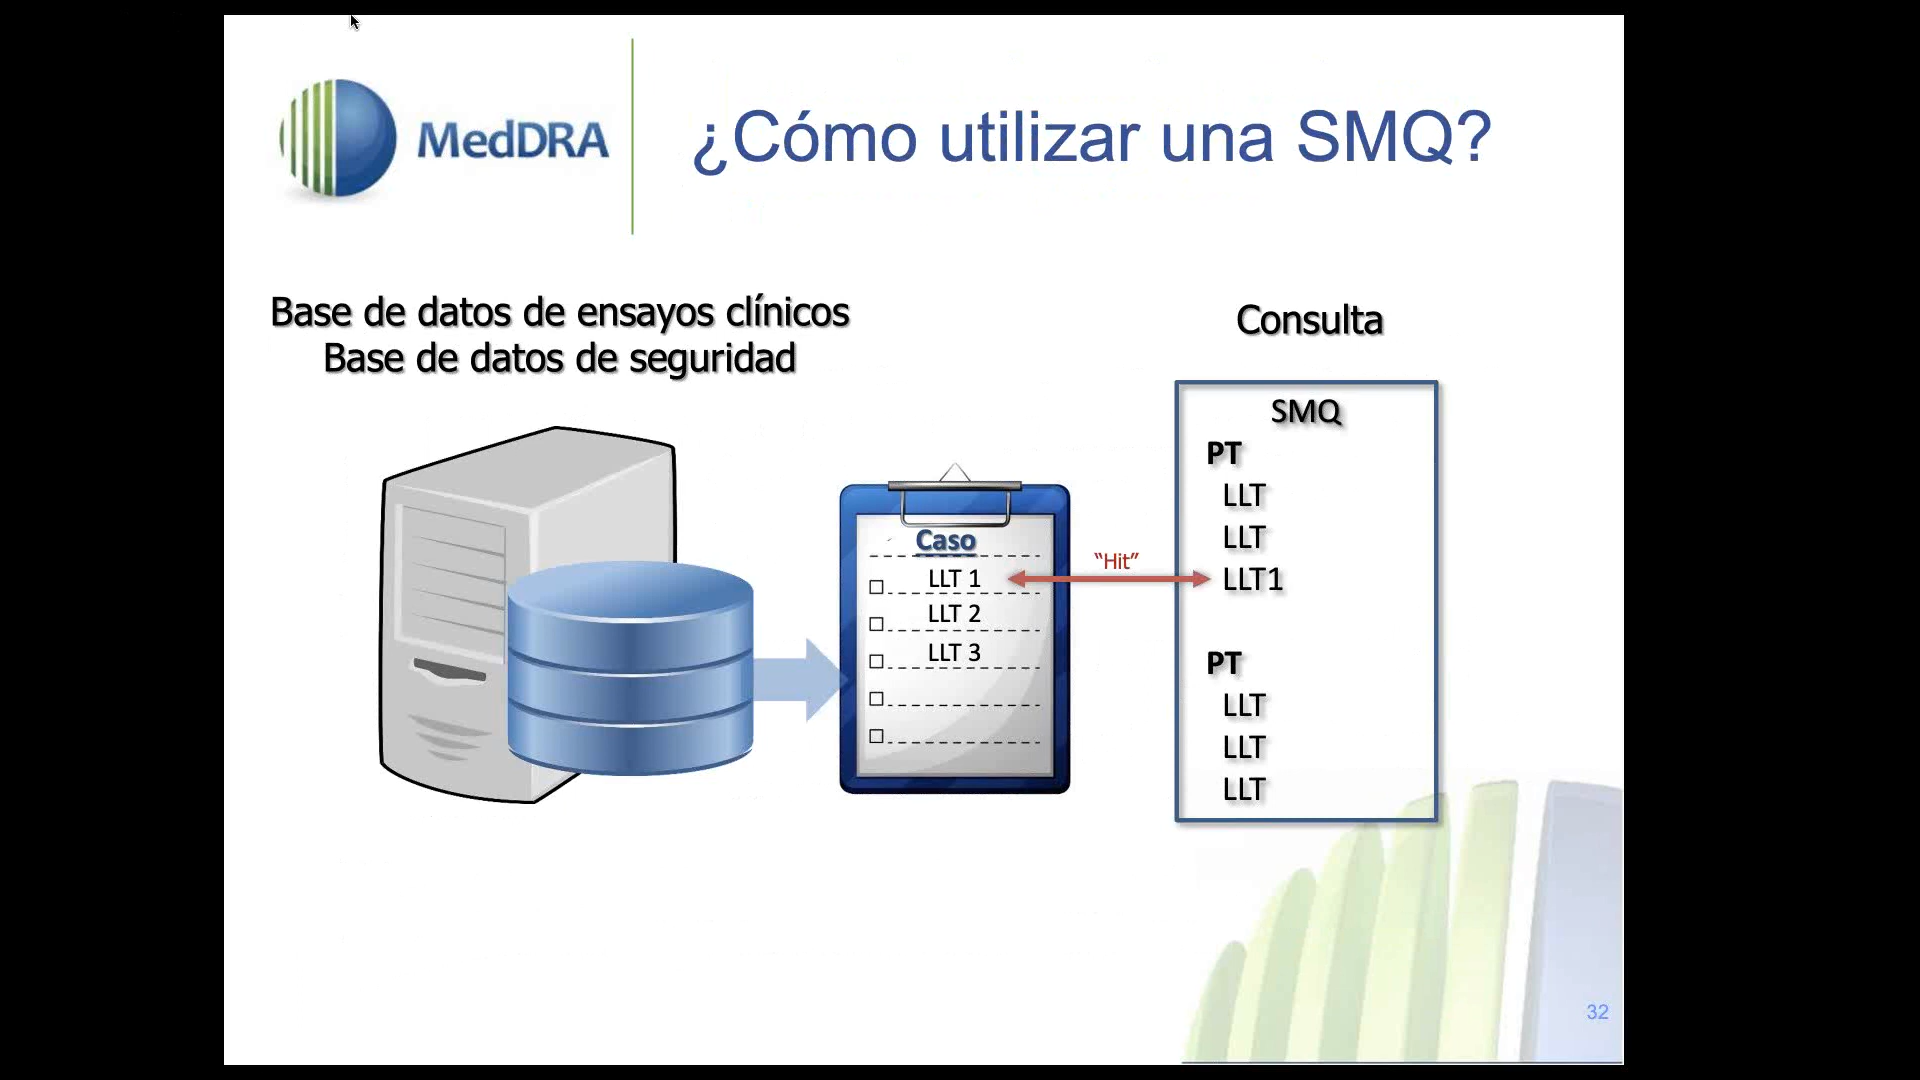 MedDRA
¿Cómo utilizar una SMQ?
Base de datos de ensayos clínicos
Base de datos de seguridad
Caso
LLT 1
LLT 2
LLT 3
"Hit"
Consulta
SMQ
PT
LLT
LLT
LLT1
PT
LLT
LLT
LLT
32